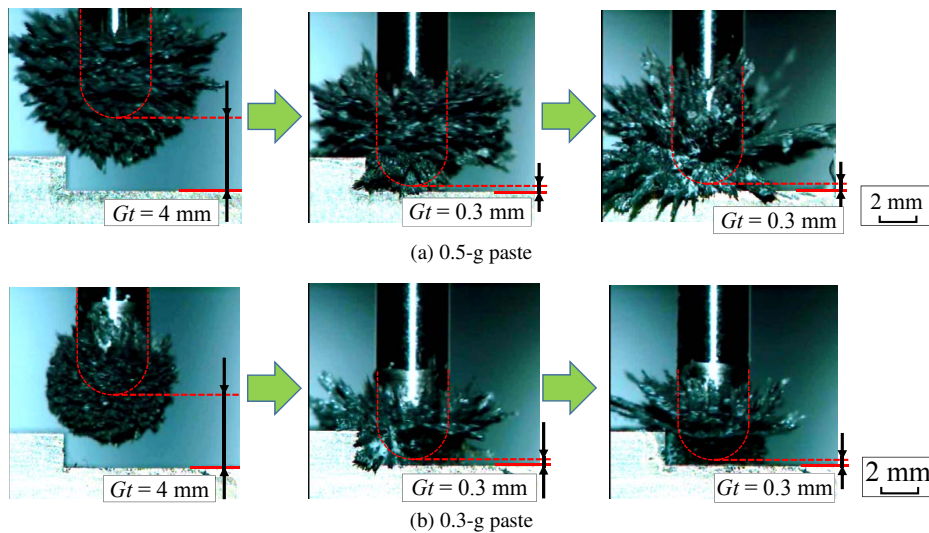 Gt = 4 mm
Gt = 0.3 mm
Gt = 0.3 mm
2 mm
(a) 0.5-g paste
Gt = 4 mm
Gt = 0.3 mm
Gt = 0.3 mm
2 mm
(b) 0.3-g paste